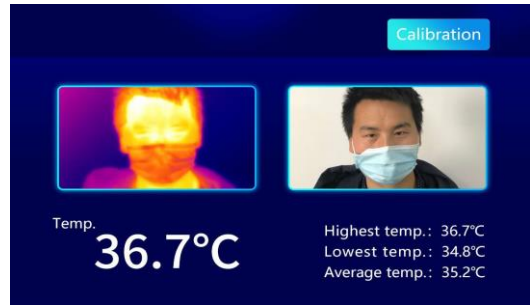 Calibration
Temp.
36.7°C
Highest temp.: 36.7℃
Lowest temp.: 34.8℃
Average temp.: 35.2℃